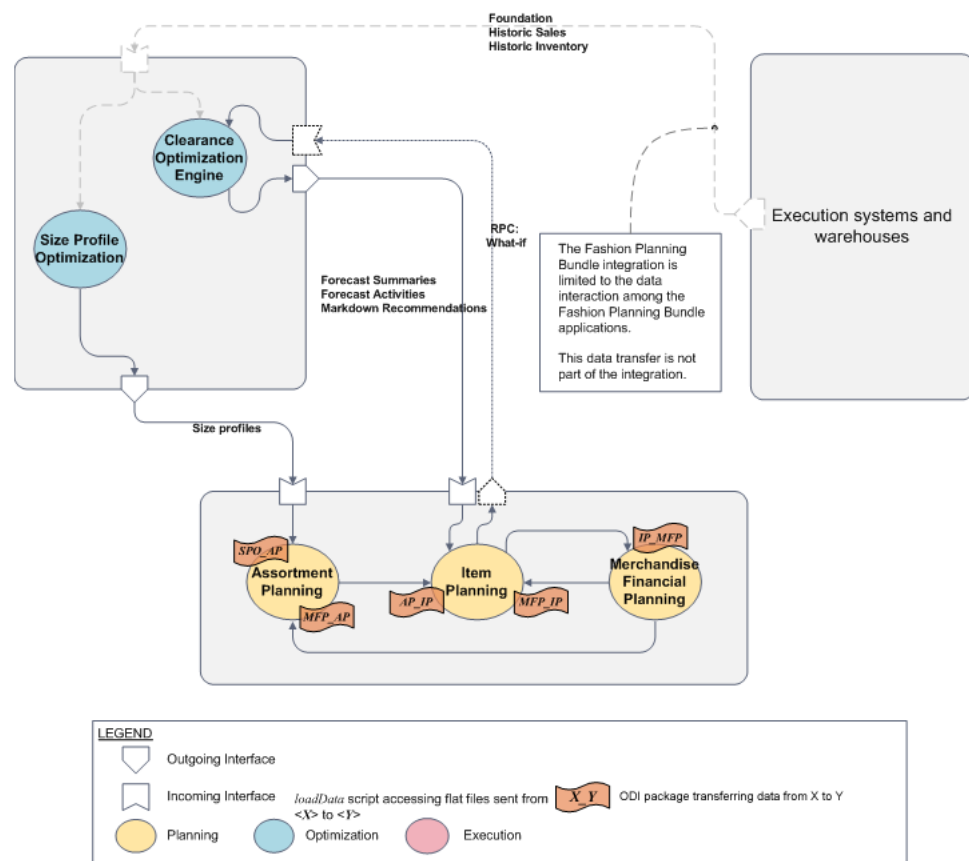 Foundation
Historic Sales
Historic Inventory
Clearance
Optimization
Engine
Size Profile
Optimization
RPC:
What-if
Execution systems and
warehouses
The Fashion Planning
Bundle integration is
limited to the data
interaction among the
Fashion Planning Bundle
applications.
This data transfer is not
part of the integration.
Forecast Summaries
Forecast Activities
Markdown Recommendations
Size profiles
SPO_AP
IP_MFP
Assortment
Planning
Item
Planning
Merchandise
Financial
Planning
MFP_AP
AP_IP
MFP_IP
LEGEND
Outgoing Interface
Incoming Interface
loadData script accessing flat files sent from
<X> to <Y>
X_Y
ODI package transferring data from X to Y
Planning
Optimization
Execution